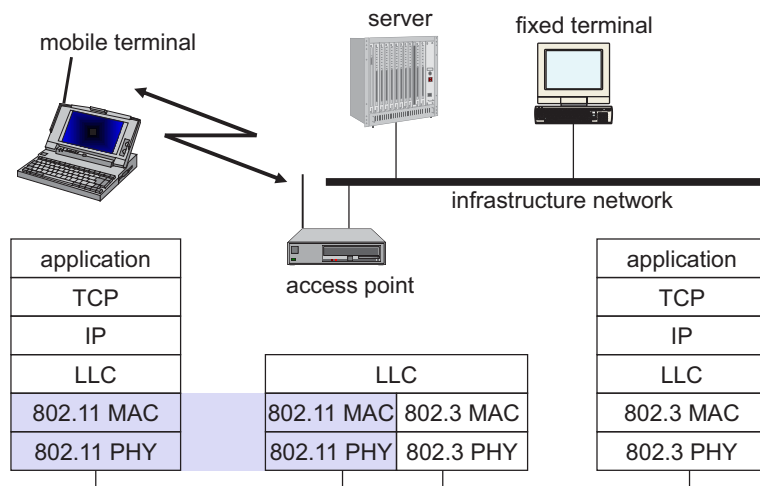 server
fixed terminal
mobile terminal
infrastructure network
access point
application
TCP
IP
LLC
802.11 MAC
802.11 PHY
LLC
802.11 MAC
802.3 MAC
802.11 PHY
802.3 PHY
application
TCP
IP
LLC
802.3 MAC
802.3 PHY